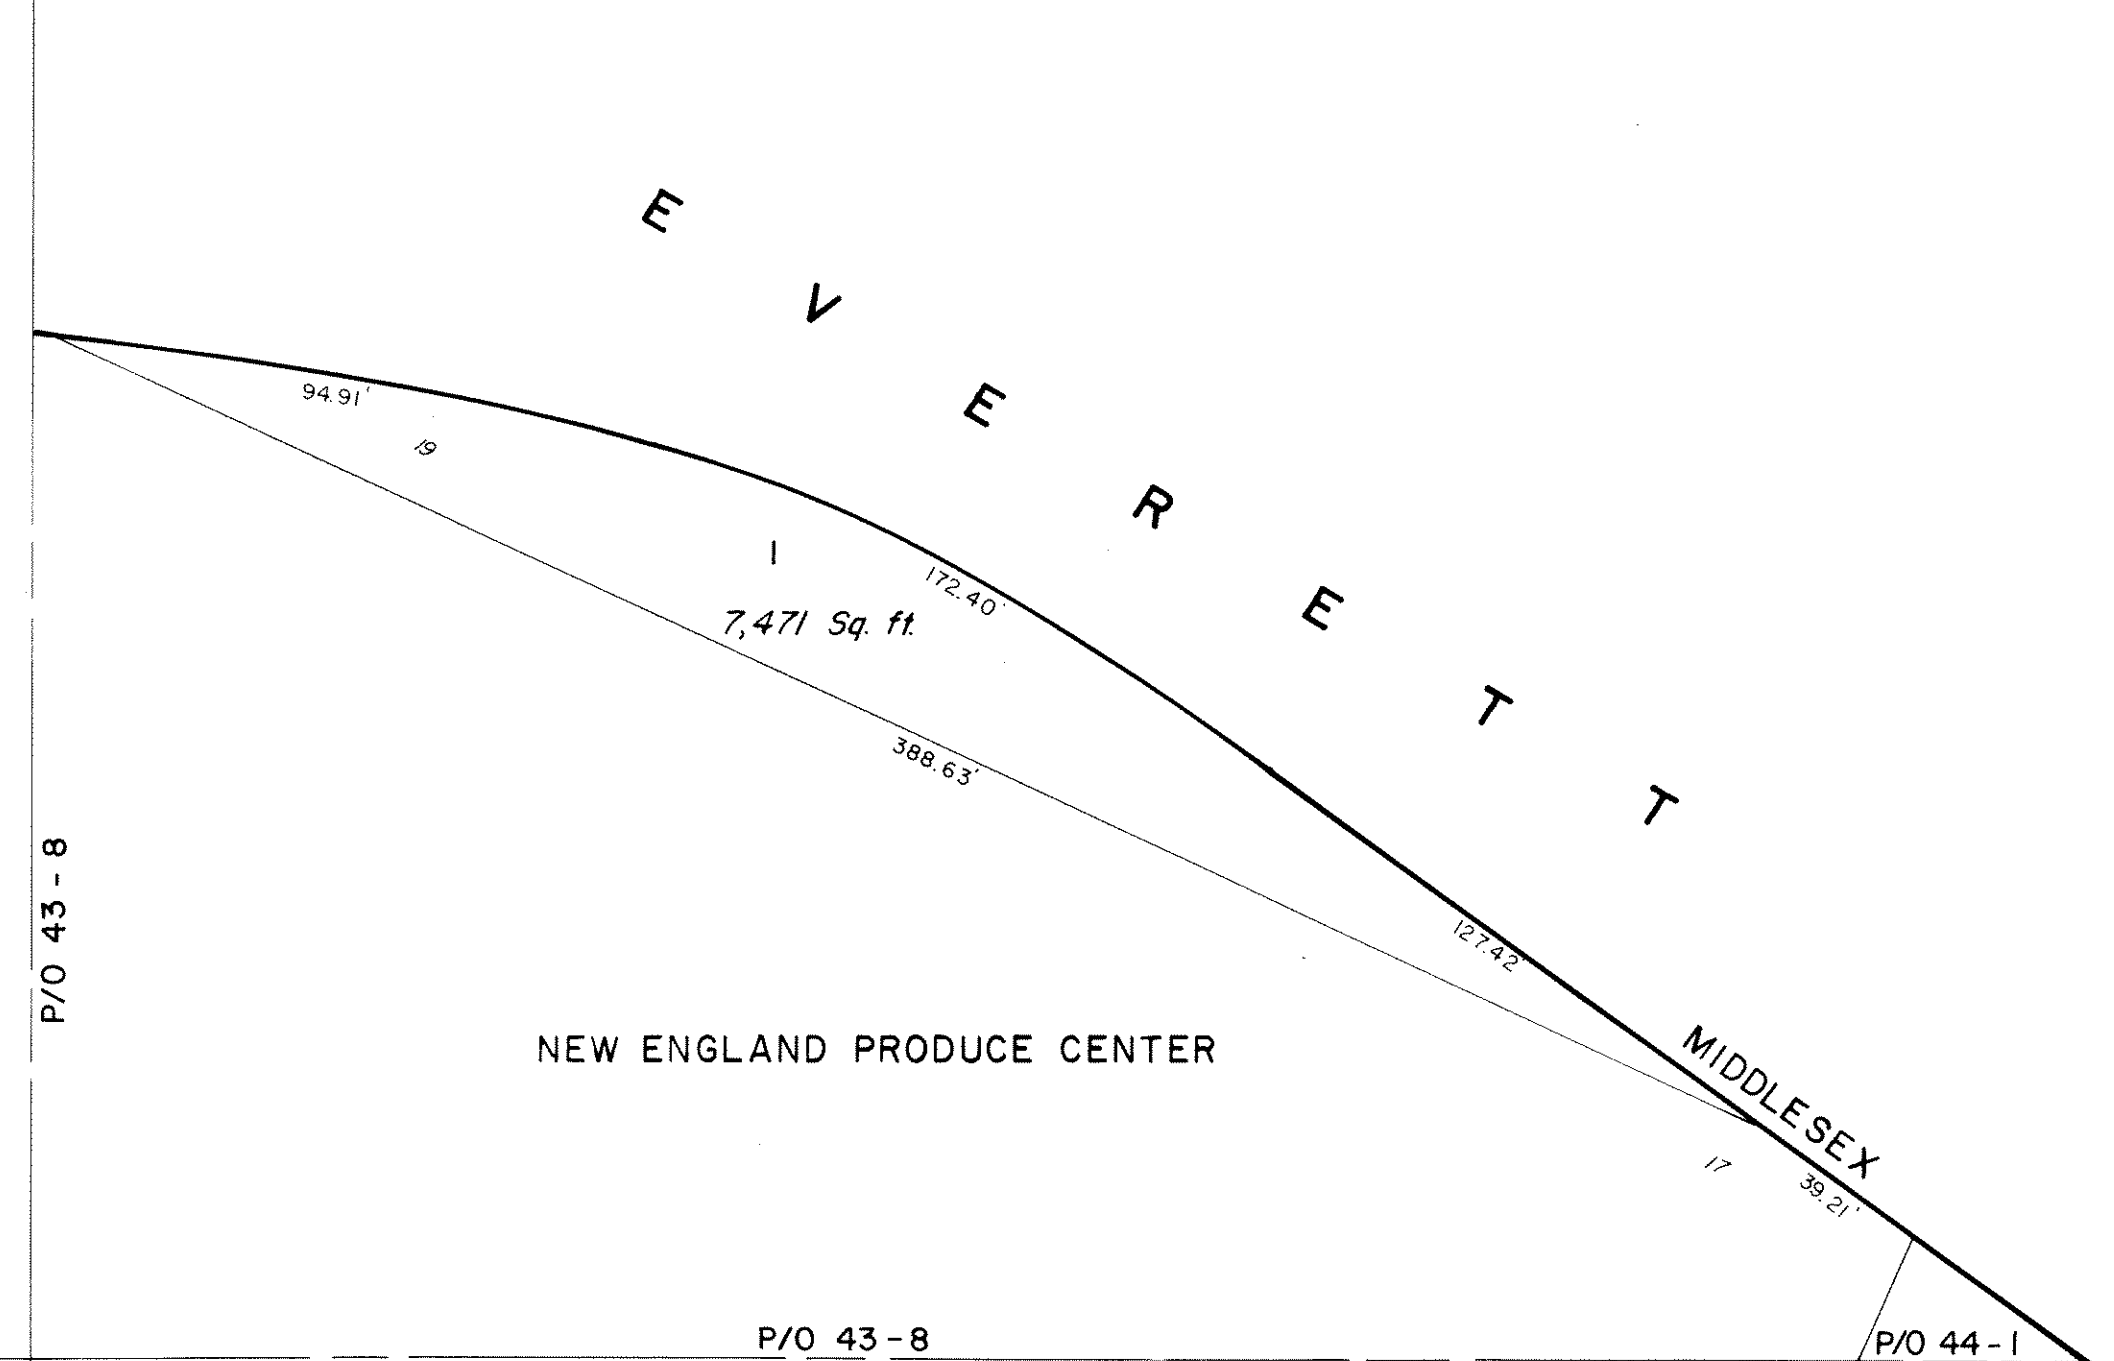 EVERETT
94.91'
19
1
172.40'
7,471 Sq. ft.
388.63'
P/O 43-8
127.42'
NEW ENGLAND PRODUCE CENTER
MIDDLESEX
17
39.21'
P/O 43-8
P/O 44-1